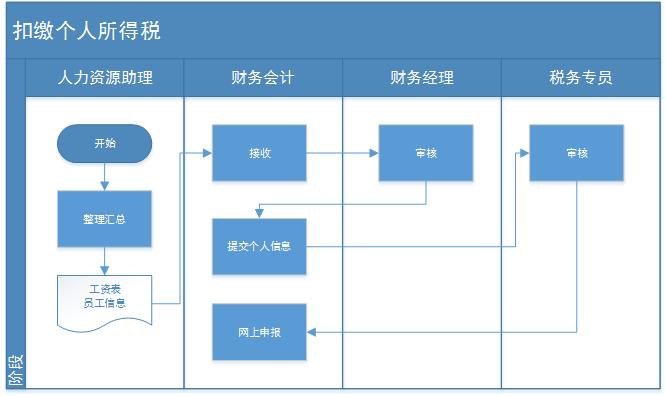 扣缴个人所得税
人力资源助理
财务会计
财务经理
税务专员
开始
接收
审核
审核
整理汇总
提交个人信息
工资表
员工信息
网上申报
阶段